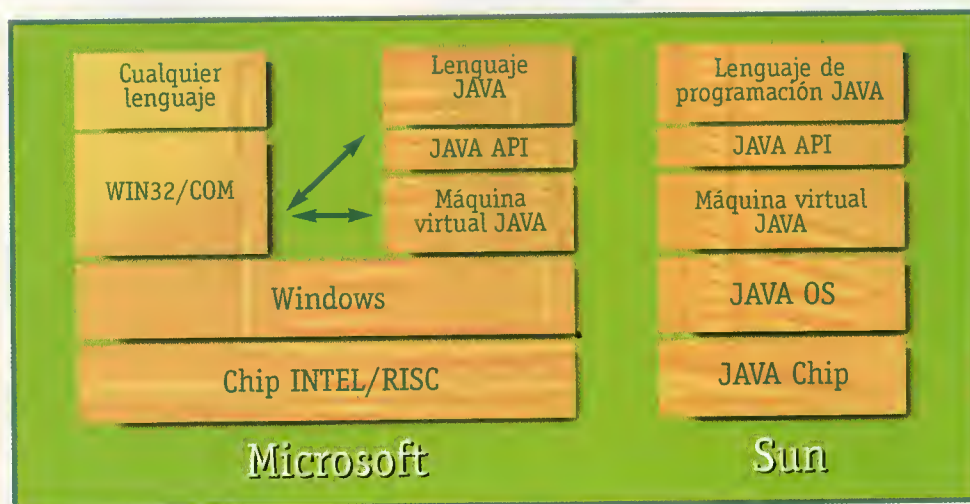 Cualquier
lenguaje
WIN32/COM
Lenguaje
JAVA
JAVA API
Máquina
virtual JAVA
Windows
Chip INTEL/RISC
Microsoft
Lenguaje de
programación JAVA
JAVA API
Máquina virtual
JAVA
JAVA OS
JAVA Chip
Sun